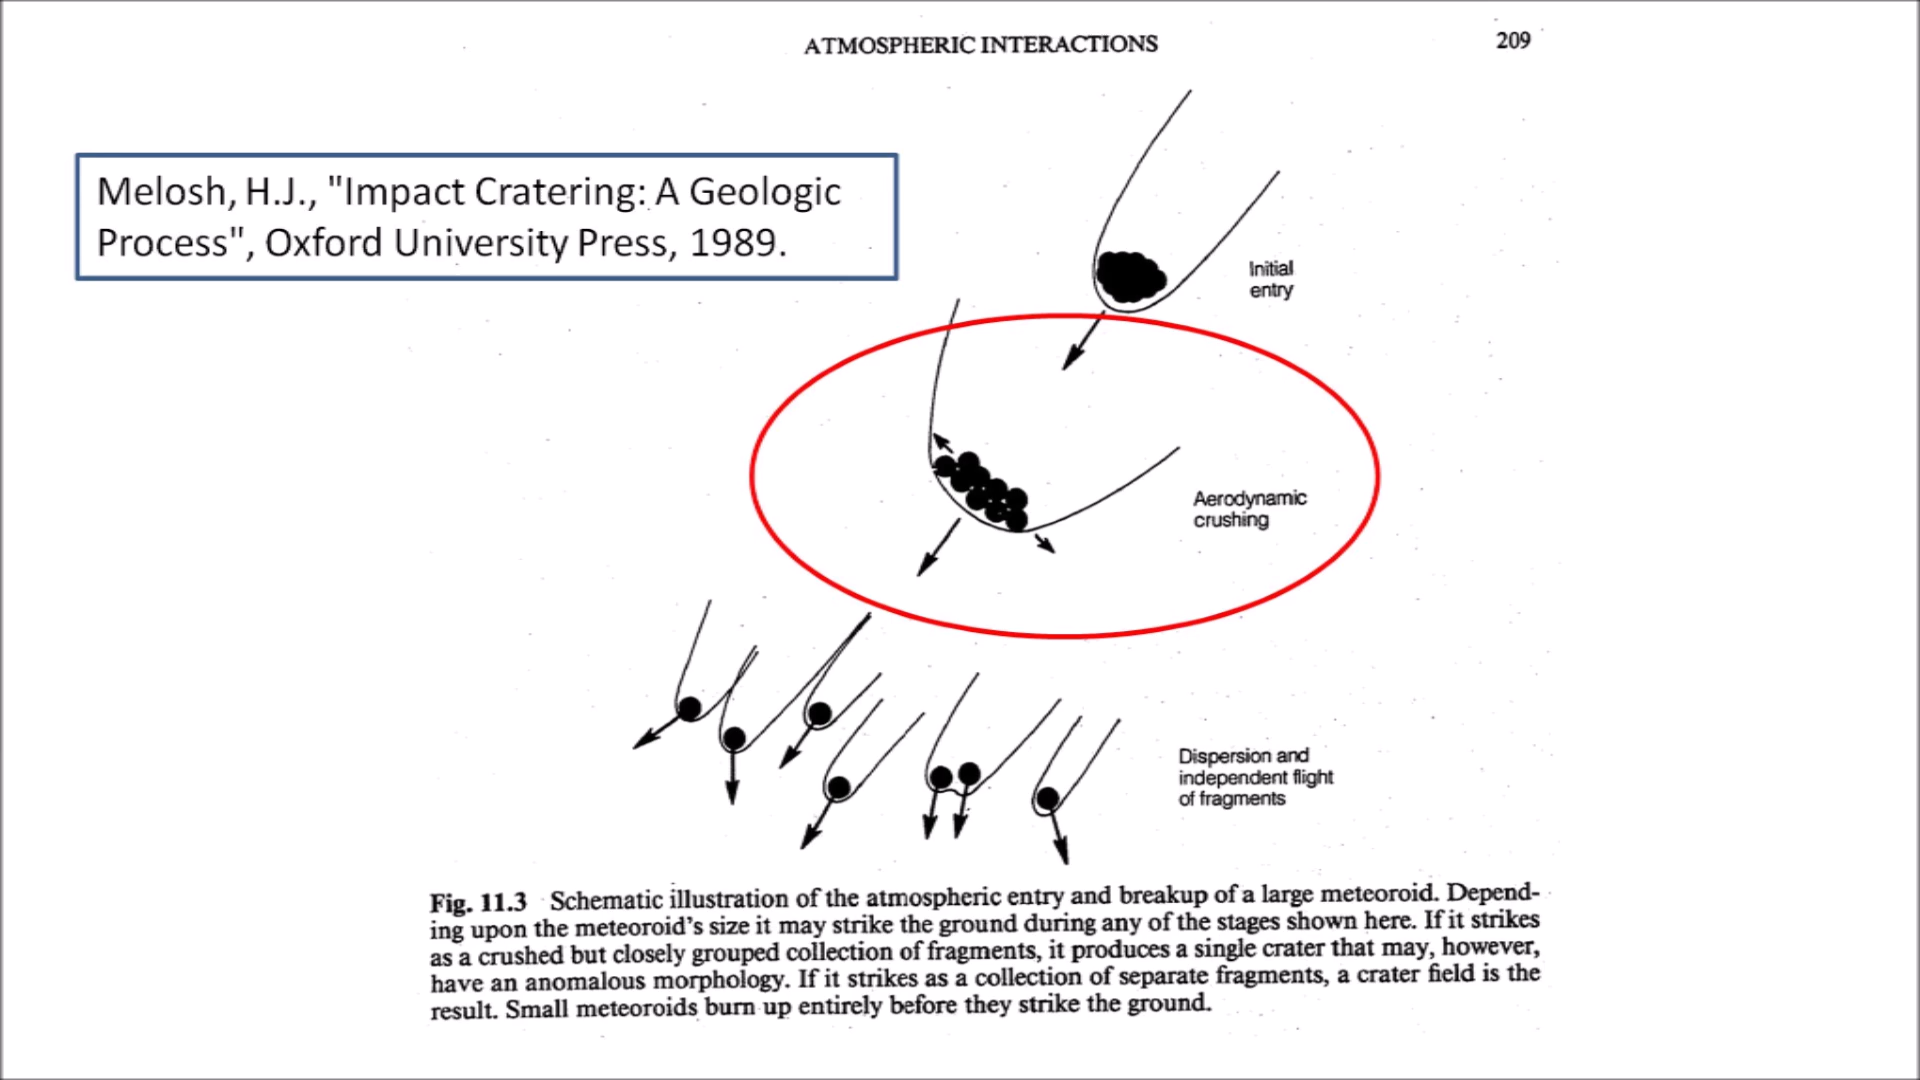 ATMOSPHERIC INTERACTIONS
209
Melosh, H.J., "Impact Cratering: A Geologic
Process", Oxford University Press, 1989.
Initial
entry
Aerodynamic
crushing
Dispersion and
independent flight
of fragments
Fig. 11.3 Schematic illustration of the atmospheric entry and breakup of a large meteoroid. Depend-
ing upon the meteoroid's size it may strike the ground during any of the stages shown here. If it strikes
as a crushed but closely grouped collection of fragments, it produces a single crater that may, however,
have an anomalous morphology. If it strikes as a collection of separate fragments, a crater field is the
result. Small meteoroids burn up entirely before they strike the ground.